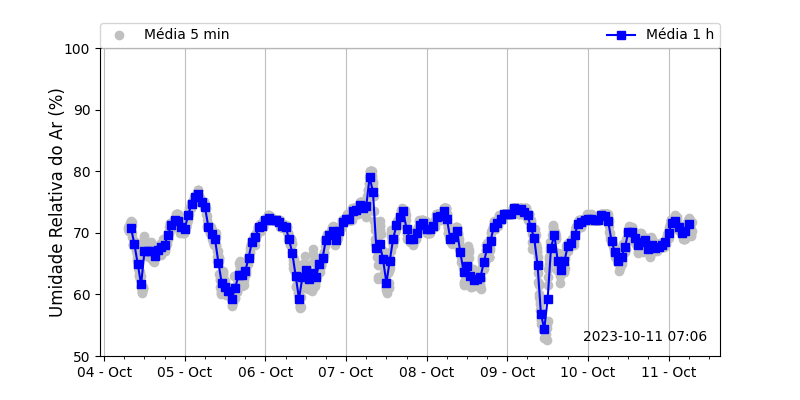 Média 5 min
Média 1 h
Umidade Relativa do Ar (%)
100
90
80
70
60
50
2023-10-11 07:06
04 - Oct
05 - Oct
06 - Oct
07 - Oct
08 - Oct
09 - Oct
10 - Oct
11 - Oct